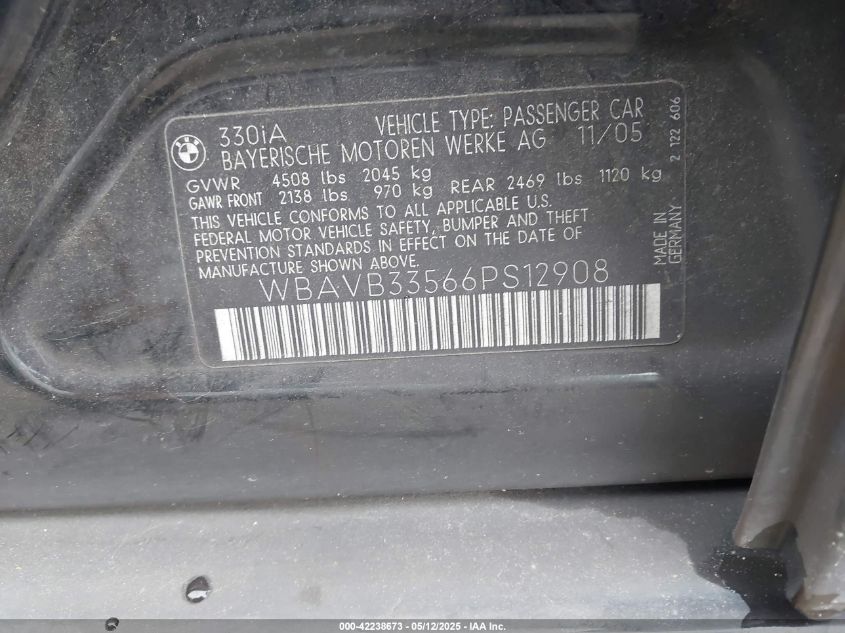 BMW
330iA VEHICLE TYPE: PASSENGER CAR
BAYERISCHE MOTOREN WERKE AG 11/05
GVWR 4508 lbs 2045 kg
GAWR FRONT 2138 lbs 970 kg REAR 2469 lbs 1120 kg
THIS VEHICLE CONFORMS TO ALL APPLICABLE U.S.
FEDERAL MOTOR VEHICLE SAFETY, BUMPER AND THEFT
PREVENTION STANDARDS IN EFFECT ON THE DATE OF
MANUFACTURE SHOWN ABOVE.
WBAVB33566PS12908
2 122 606
MADE IN
GERMANY
000-42238673 - 05/12/2025 - IAA Inc.